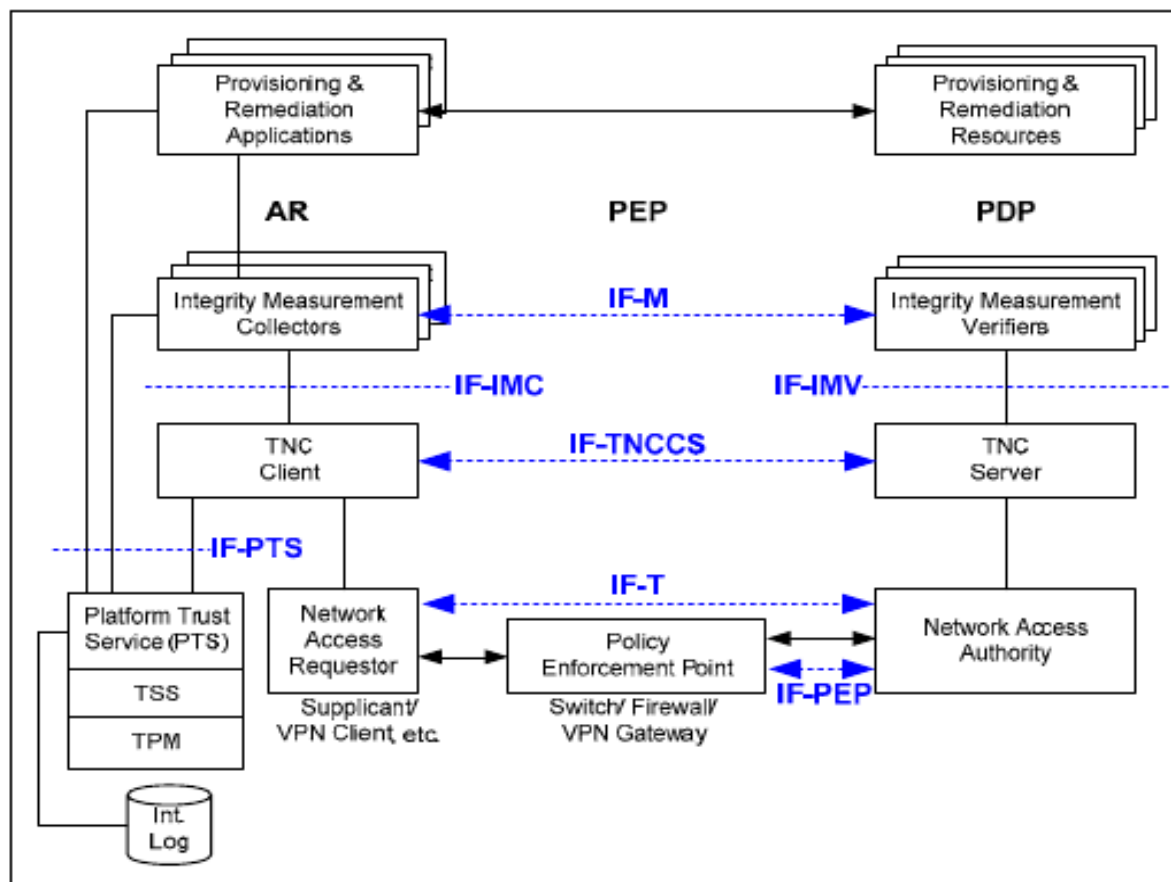 Provisioning &
Remediation
Applications
Provisioning &
Remediation
Resources
AR
PEP
PDP
Integrity Measurement
Collectors
IF-M
Integrity Measurement
Verifiers
IF-IMC
IF-IMV
TNC
Client
IF-TNCCS
TNC
Server
IF-PTS
IF-T
Platform Trust
Service (PTS)
TSS
TPM
Network
Access
Requestor
Supplicant/
VPN Client, etc.
Policy
Enforcement Point
Switch/ Firewall/
VPN Gateway
IF-PEP
Network Access
Authority
Int.
Log